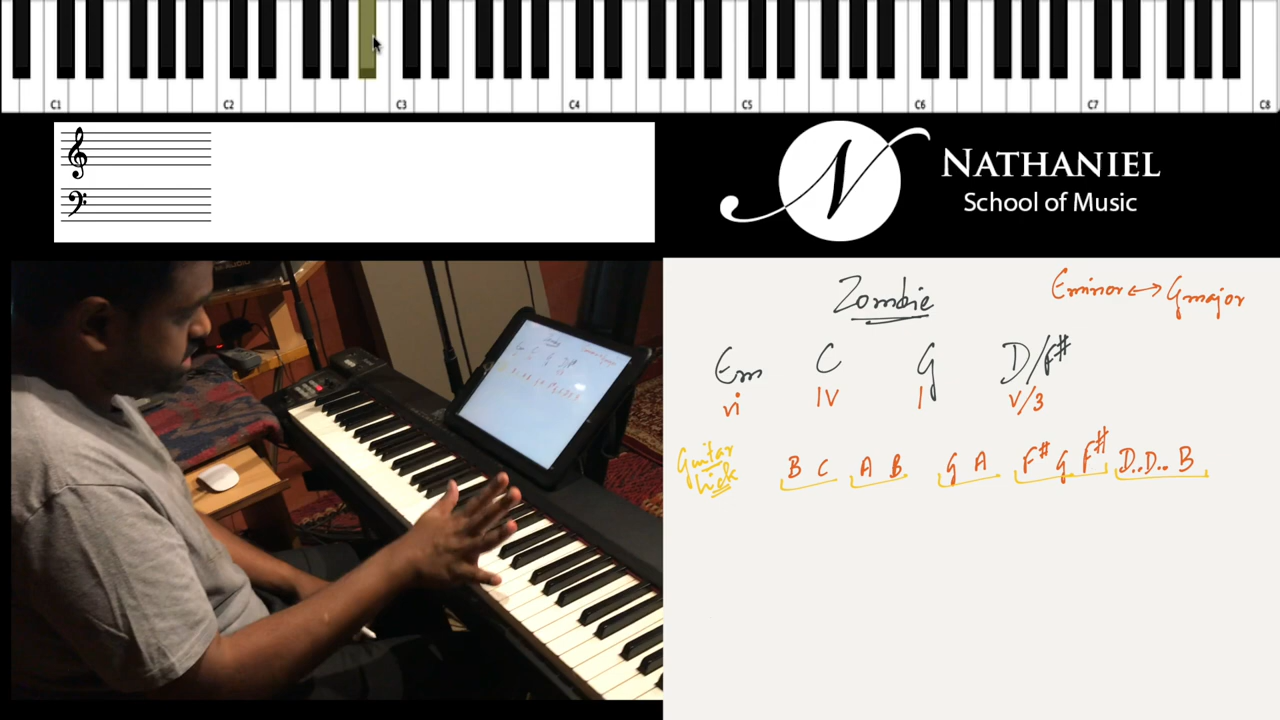 C1 C2 C3 C4 C5 C6 C7 C8
NATHANIEL
School of Music
Zombie
Eminor ↔ Gmajor
Em C G D/F#
vi IV I V/3
Guitar
Lick
B C A B G A F# G F# D..D.. B